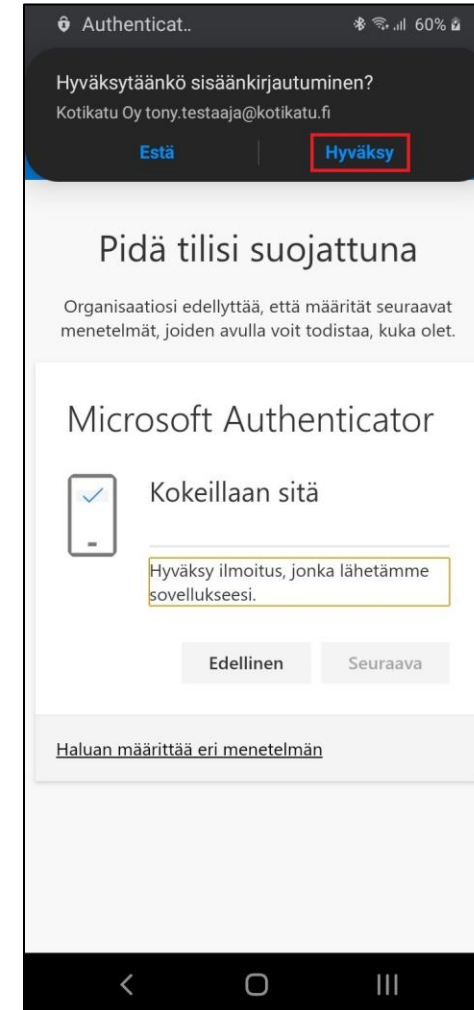 Authenticat..
60%
Hyväksytäänkö sisäänkirjautuminen?
Kotikatu Oy tony.testaaja@kotikatu.fi
Estä
Hyväksy
Pidä tilisi suojattuna
Organisaatiosi edellyttää, että määrität seuraavat
menetelmät, joiden avulla voit todistaa, kuka olet.
Microsoft Authenticator
Kokeillaan sitä
Hyväksy ilmoitus, jonka lähetämme
sovellukseesi.
Edellinen
Seuraava
Haluan määrittää eri menetelmän